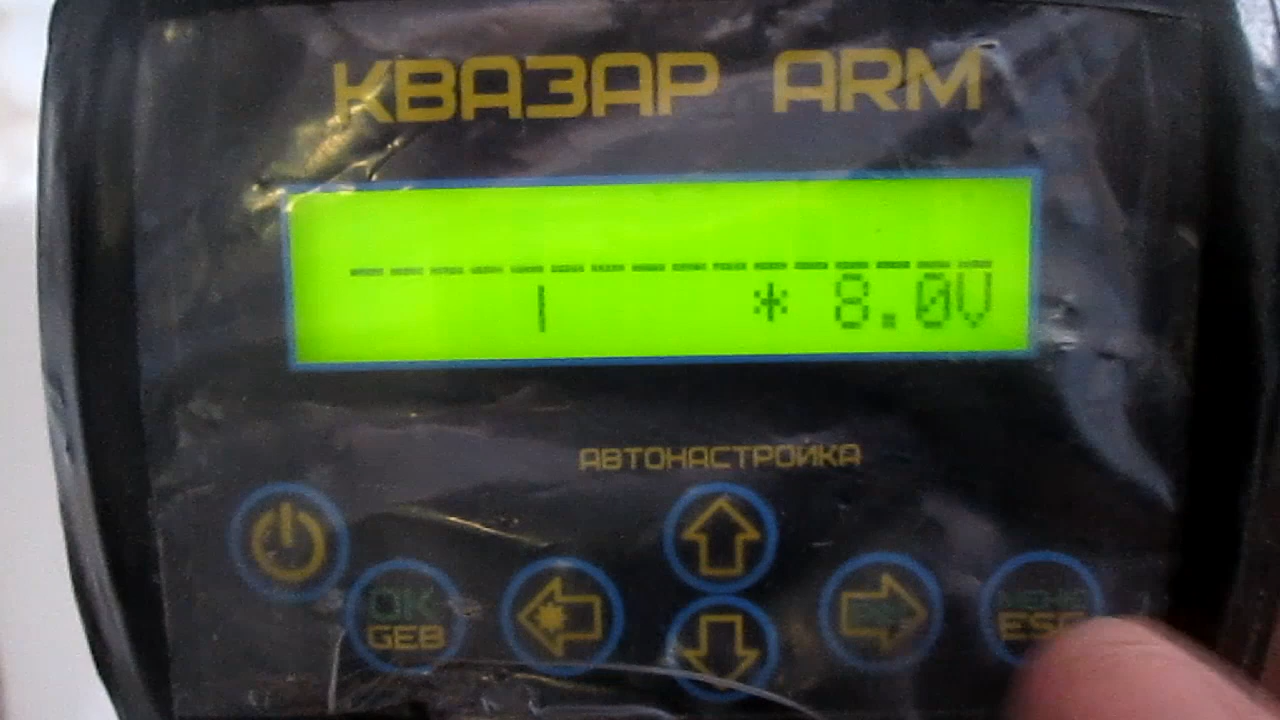 КВАЗАР ARM
----------------
| * 8.0V
АВТОНАСТРОЙКА
OK
GEB
ESC